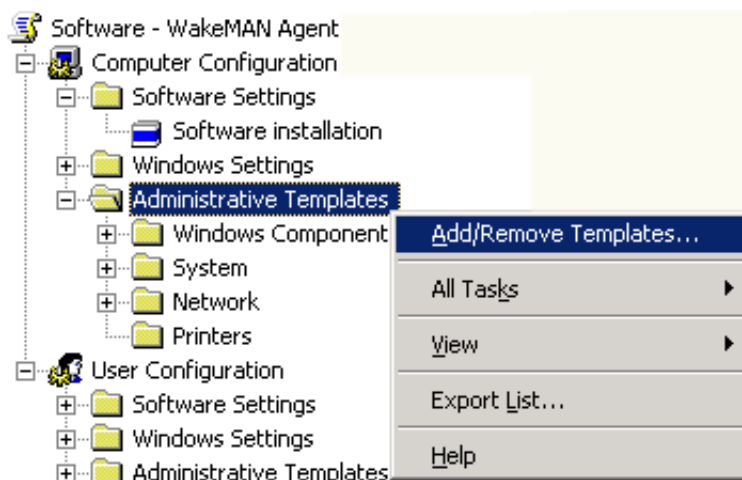 Software - WakeMAN Agent
Computer Configuration
Software Settings
Software installation
Windows Settings
Administrative Templates
Windows Component
System
Network
Printers
User Configuration
Software Settings
Windows Settings
Administrative Templates
Add/Remove Templates...
All Tasks
View
Export List...
Help